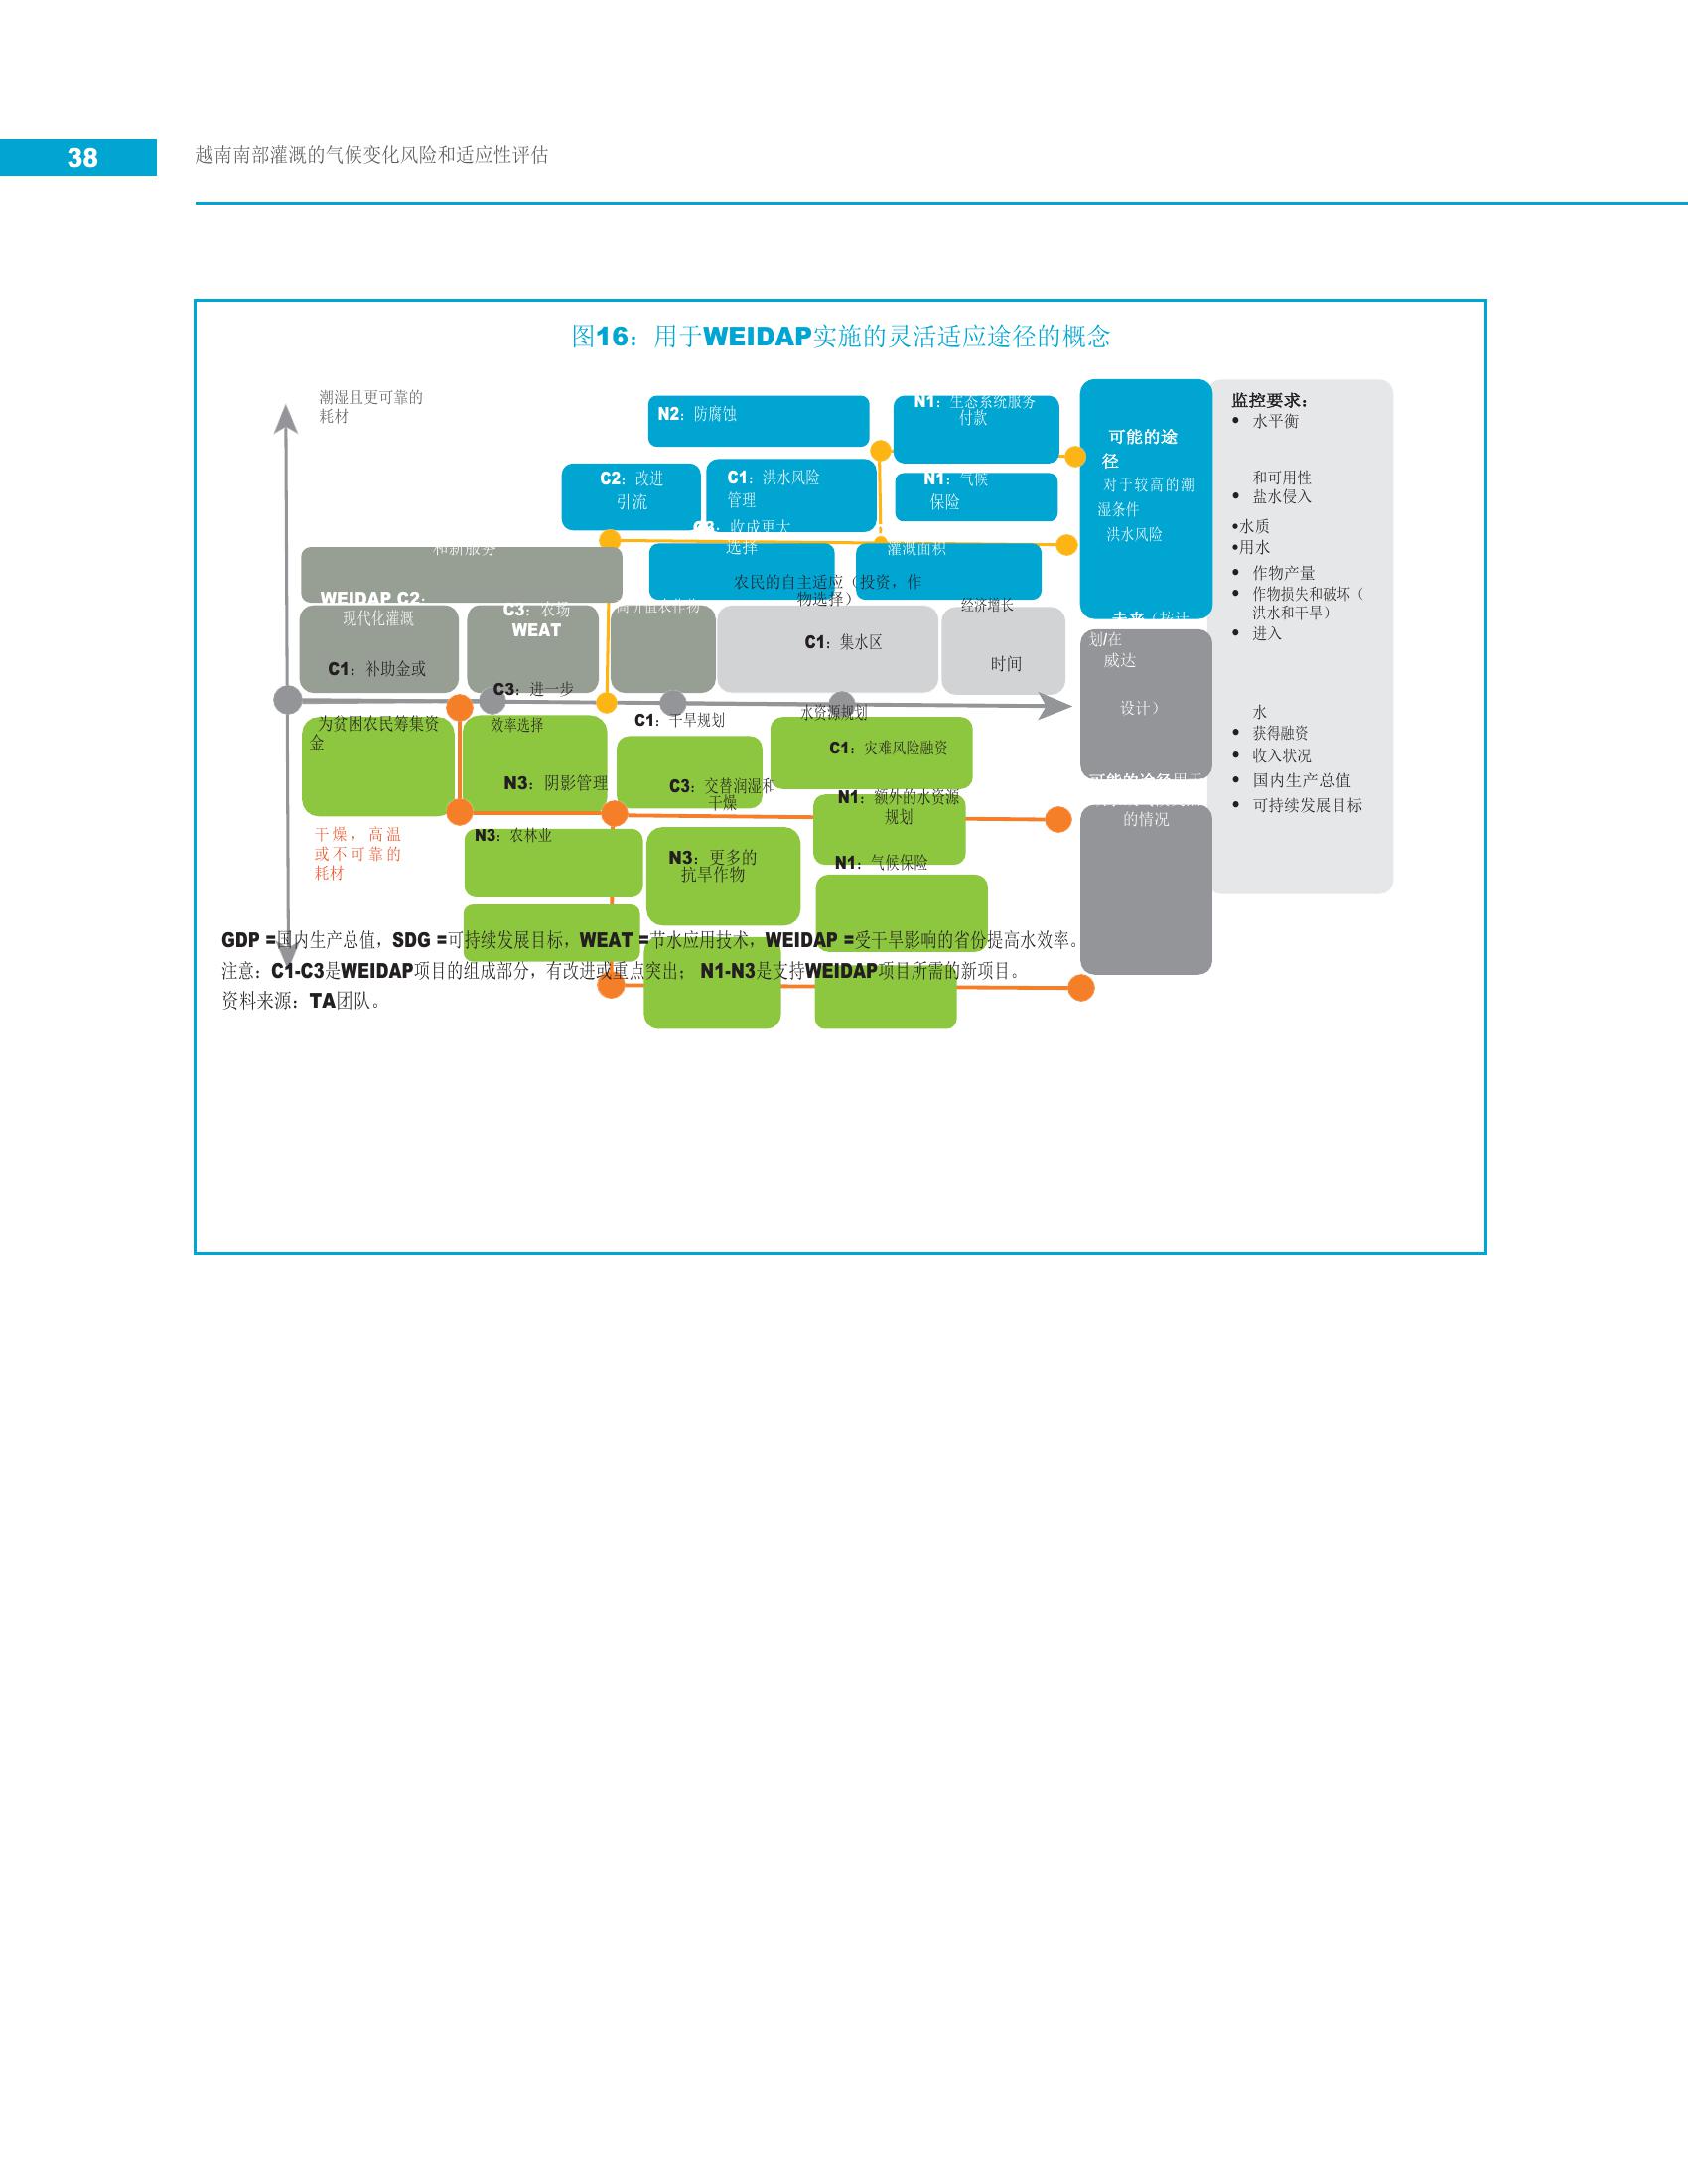 38
越南南部灌溉的气候变化风险和适应性评估
图16：用于WEIDAP实施的灵活适应途径的概念
潮湿且更可靠的
耗材
N2：防腐蚀
N1：生态系统服务
付款
C2：改进
引流
C1：洪水风险
管理
N1：气候
保险
C3：收成更大
选择
灌溉面积
可能的途
径
对于较高的潮
湿条件
洪水风险
监控要求：
• 水平衡
和可用性
• 盐水侵入
•水质
•用水
• 作物产量
• 作物损失和破坏（
洪水和干旱）
• 进入
水
• 获得融资
• 收入状况
• 国内生产总值
• 可持续发展目标
和新服务
WEIDAP C2：
现代化灌溉
C1：补助金或
C3：农场
WEAT
C3：进一步
高价值农作物
农民的自主适应（投资，作
物选择）
C1：集水区
经济增长
时间
未来（按计
划/在
威达
设计）
为贫困农民筹集资
金
效率选择
N3：阴影管理
C1：干旱规划
C3：交替润湿和
干燥
水资源规划
C1：灾难风险融资
N1：额外的水资源
规划
可能的途径用于
的情况
干燥，高温
或不可靠的
耗材
N3：农林业
N3：更多的
抗旱作物
N1：气候保险
GDP =国内生产总值，SDG =可持续发展目标，WEAT =节水应用技术，WEIDAP =受干旱影响的省份提高水效率。
注意：C1-C3是WEIDAP项目的组成部分，有改进或重点突出； N1-N3是支持WEIDAP项目所需的新项目。
资料来源：TA团队。